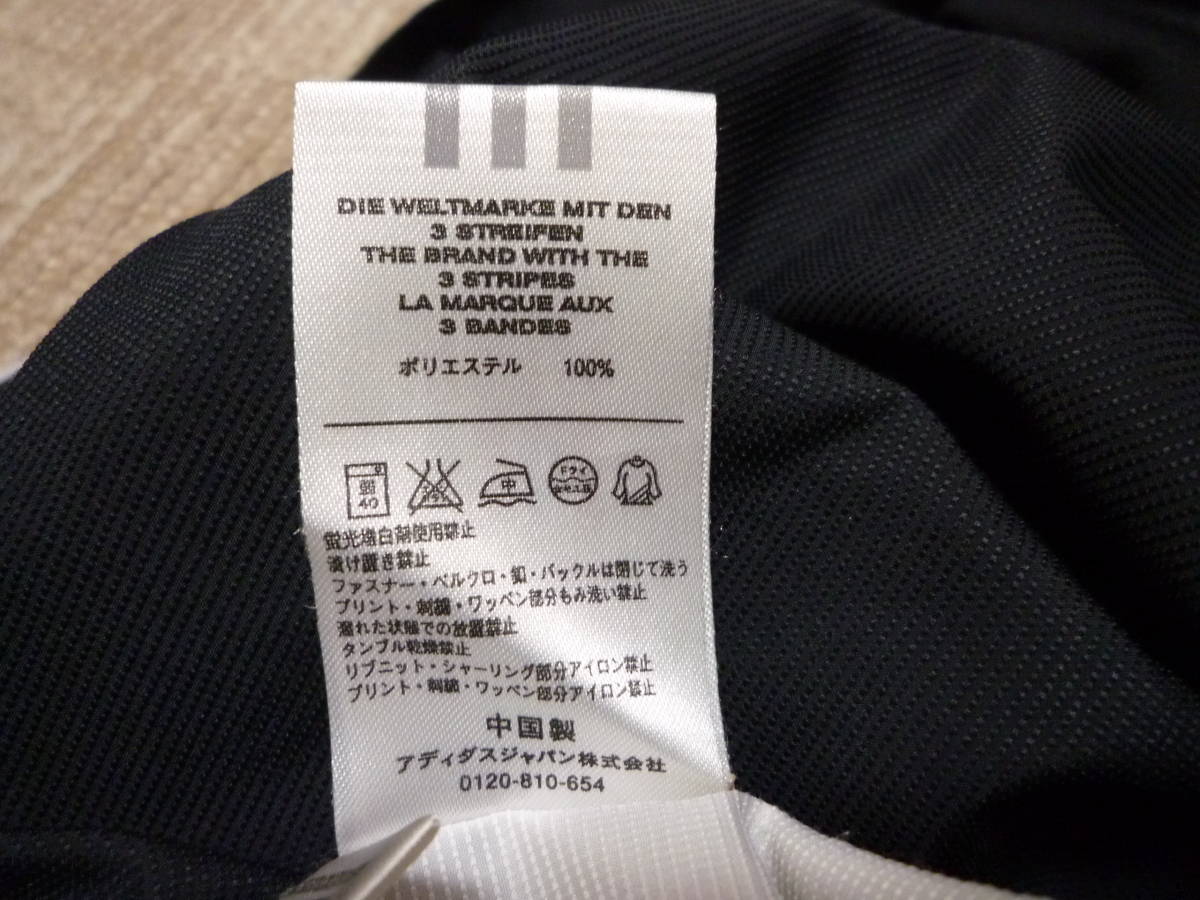 DIE WELTMARKE MIT DEN
3 STREIFEN
THE BRAND WITH THE
3 STRIPES
LA MARQUE AUX
3 BANDES
ポリエステル 100%
弱
40
中
ドライ
蛍光増白剤使用禁止
漬け置き禁止
ファスナー・ベルクロ・釦・バックルは閉じて洗う
プリント・刺繍・ワッペン部分もみ洗い禁止
濡れた状態での放置禁止
タンブル乾燥禁止
リブニット・シャーリング部分アイロン禁止
プリント・刺繍・ワッペン部分アイロン禁止
中国製
アディダスジャパン株式会社
0120-810-654